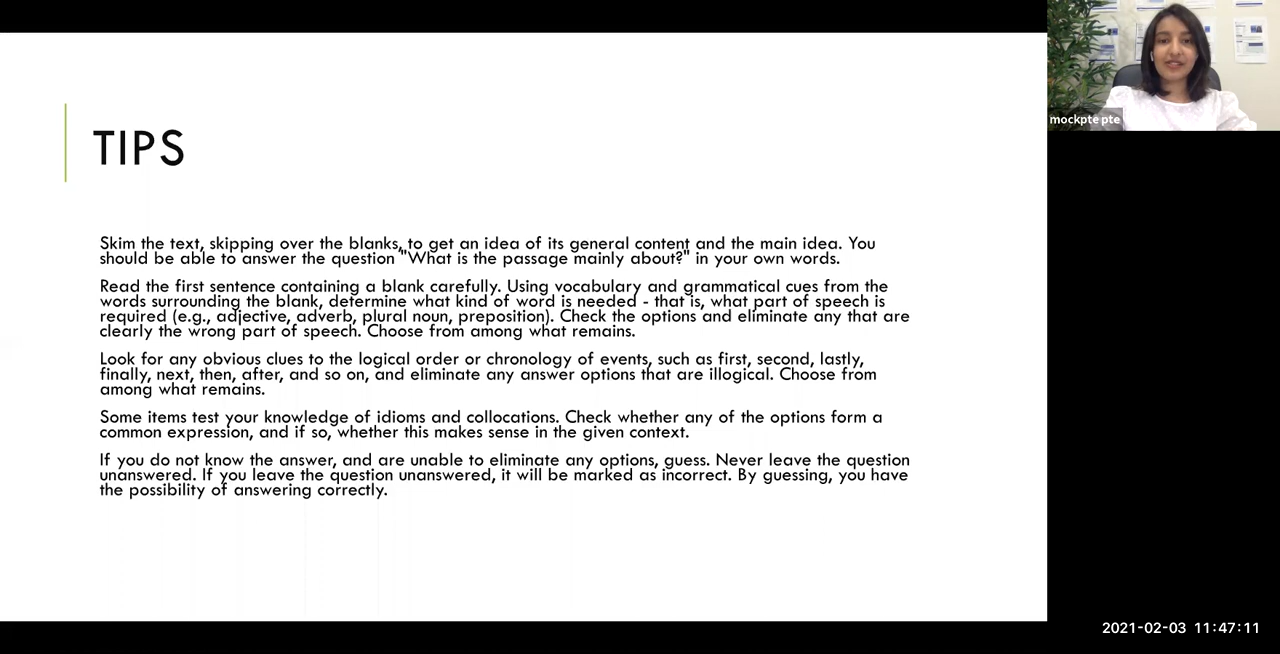 mockpte pte
TIPS
Skim the text, skipping over the blanks, to get an idea of its general content and the main idea. You
should be able to answer the question "What is the passage mainly about?" in your own words.
Read the first sentence containing a blank carefully. Using vocabulary and grammatical cues from the
words surrounding the blank, determine what kind of word is needed - that is, what part of speech is
required (e.g., adjective, adverb, plural noun, preposition). Check the options and eliminate any that are
clearly the wrong part of speech. Choose from among what remains.
Look for any obvious clues to the logical order or chronology of events, such as first, second, lastly,
finally, next, then, after, and so on, and eliminate any answer options that are illogical. Choose from
among what remains.
Some items test your knowledge of idioms and collocations. Check whether any of the options form a
common expression, and if so, whether this makes sense in the given context.
If you do not know the answer, and are unable to eliminate any options, guess. Never leave the question
unanswered. If you leave the question unanswered, it will be marked as incorrect. By guessing, you have
the possibility of answering correctly.
2021-02-03 11:47:11